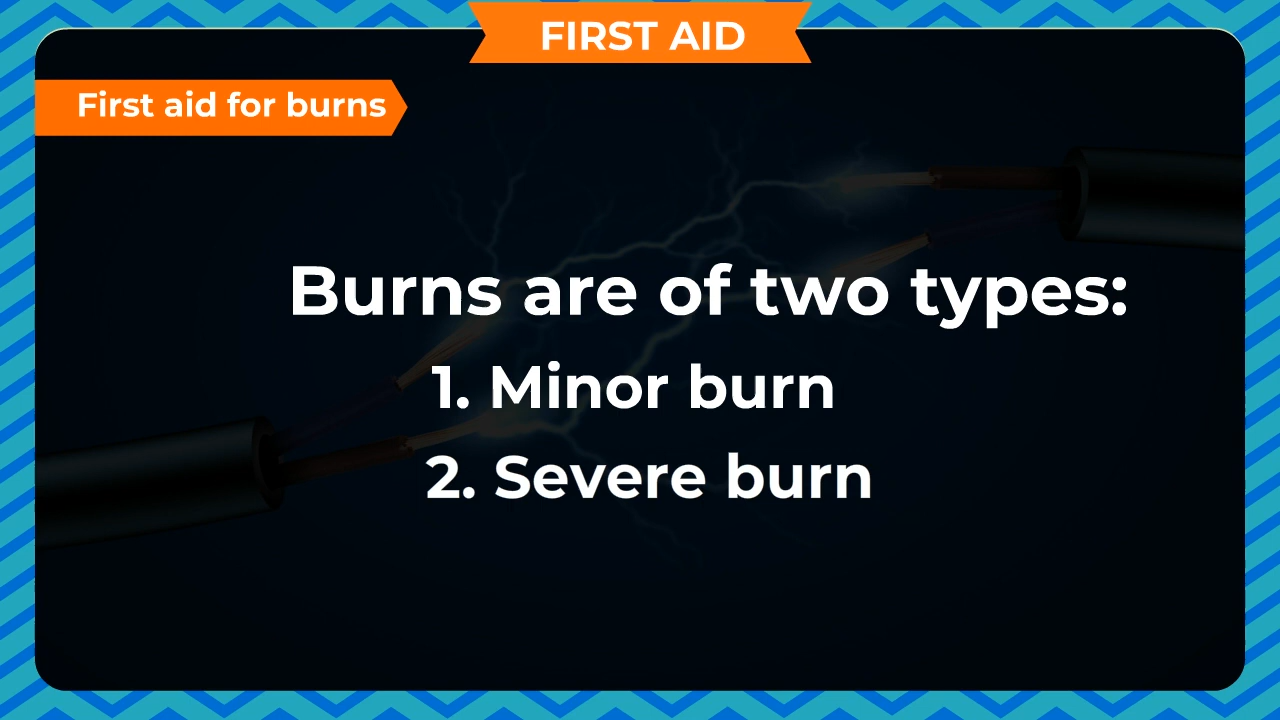 FIRST AID
First aid for burns
Burns are of two types:
1. Minor burn
2. Severe burn